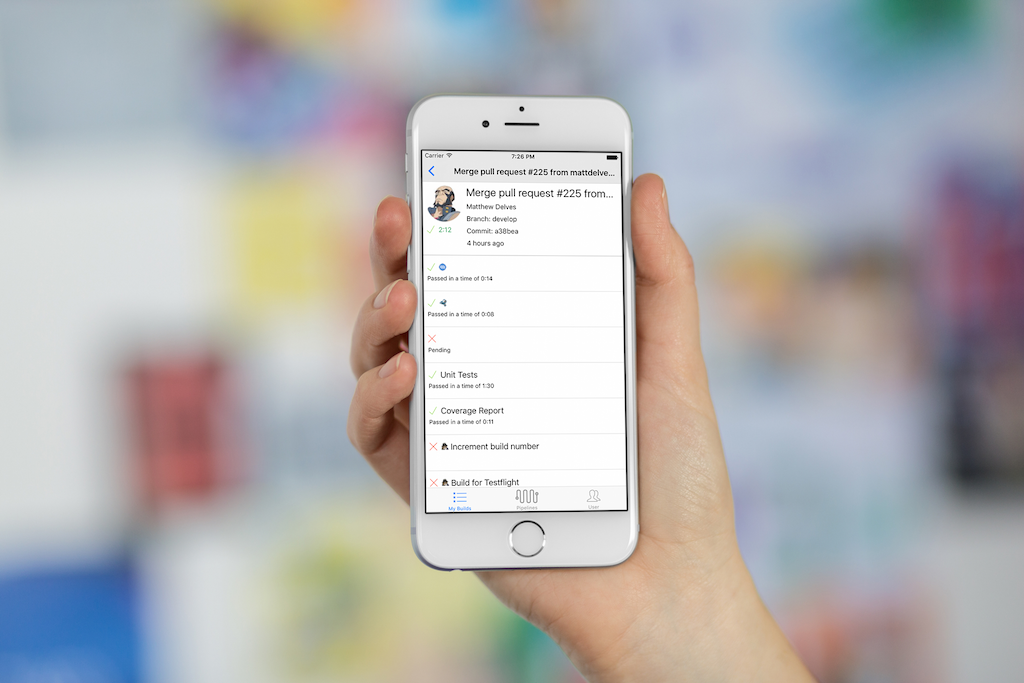 Carrier 7:26 PM
Merge pull request #225 from mattdelve...
Merge pull request #225 from...
Matthew Delves
Branch: develop
2:12 Commit: a38bea
4 hours ago
Passed in a time of 0:14
Passed in a time of 0:08
Pending
Unit Tests
Passed in a time of 1:30
Coverage Report
Passed in a time of 0:11
Increment build number
Build for Testflight
My Builds Pipelines User